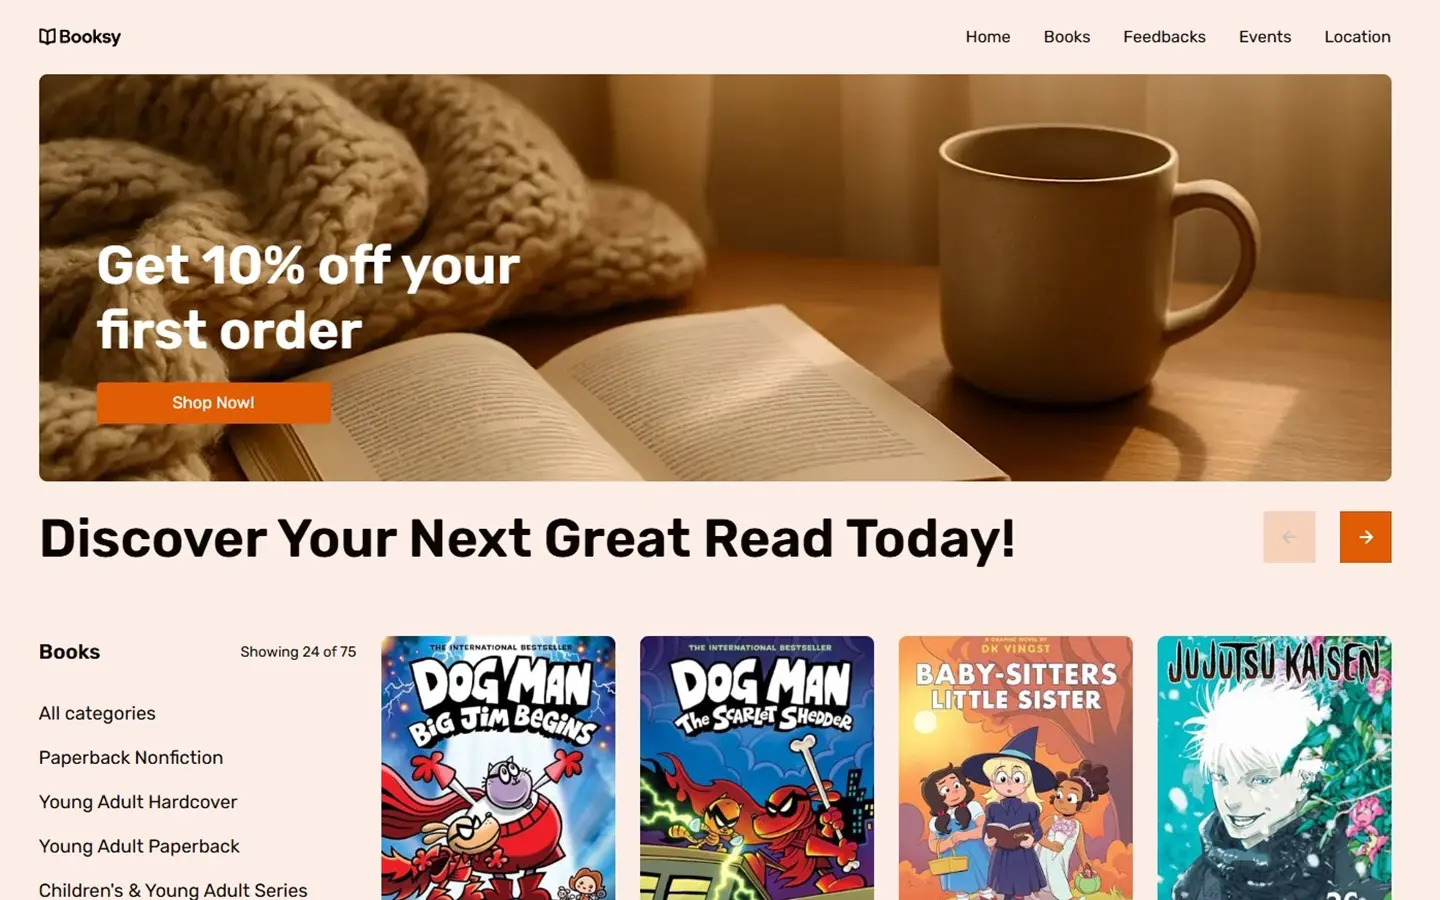 Booksy
Home Books Feedbacks Events Location
Get 10% off your
first order
Shop Now!
Discover Your Next Great Read Today!
Books
Showing 24 of 75
All categories
Paperback Nonfiction
Young Adult Hardcover
Young Adult Paperback
Children's & Young Adult Series
THE INTERNATIONAL BESTSELLER
DOG MAN
BIG JIM BEGINS
THE INTERNATIONAL BESTSELLER
DOG MAN
THE SCARLET SHEDDER
A GRAPHIC NOVEL BY
DK YINGST
BABY-SITTERS
LITTLE SISTER
JUJUTSU KAISEN